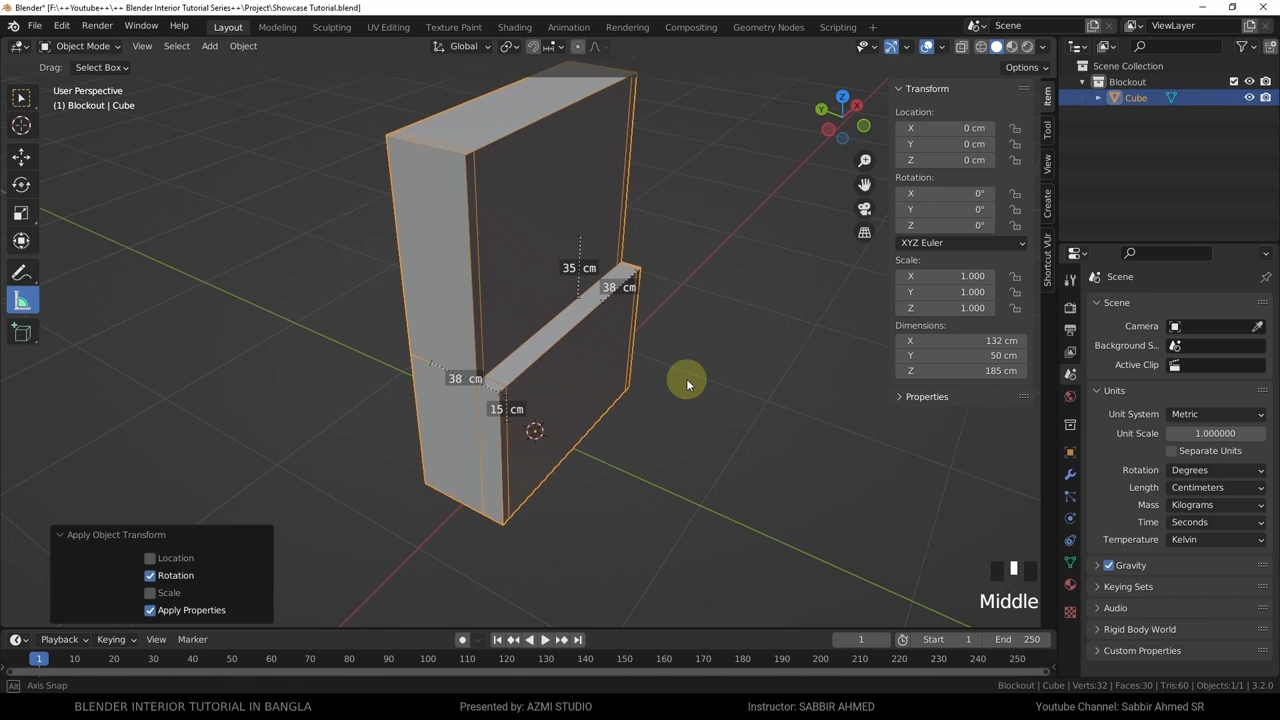 Blender* [F:\++Youtube++\++ Blender Interior Tutorial Series++\Project\Showcase Tutorial.blend]
File Edit Render Window Help Layout Modeling Sculpting UV Editing Texture Paint Shading Animation Rendering Compositing Geometry Nodes Scripting Scene ViewLayer
Object Mode View Select Add Object Global
Drag: Select Box Options
User Perspective
(1) Blockout | Cube
Z
Y
X
35 cm
38 cm
38 cm
15 cm
Transform
Location:
X 0 cm
Y 0 cm
Z 0 cm
Rotation:
X 0°
Y 0°
Z 0°
XYZ Euler
Scale:
X 1.000
Y 1.000
Z 1.000
Dimensions:
X 132 cm
Y 50 cm
Z 185 cm
Properties
Item
Tool
View
Create
Shortcut VUr
Scene Collection
Blockout
Cube
Scene
Scene
Camera
Background S...
Active Clip
Units
Unit System Metric
Unit Scale 1.000000
Separate Units
Rotation Degrees
Length Centimeters
Mass Kilograms
Time Seconds
Temperature Kelvin
Gravity
Keying Sets
Audio
Rigid Body World
Custom Properties
Apply Object Transform
Location
Rotation
Scale
Apply Properties
Middle
Playback Keying View Marker 1 Start 1 End 250
1 10 20 30 40 50 60 70 80 90 100 110 120 130 140 150 160 170 180 190 200 210 220 230 240 250
Alt Axis Snap Blockout | Cube | Verts:32 | Faces:30 | Tris:60 | Objects:1/1 | 3.2.0
BLENDER INTERIOR TUTORIAL IN BANGLA Presented by: AZMI STUDIO Instructor: SABBIR AHMED Youtube Channel: Sabbir Ahmed SR